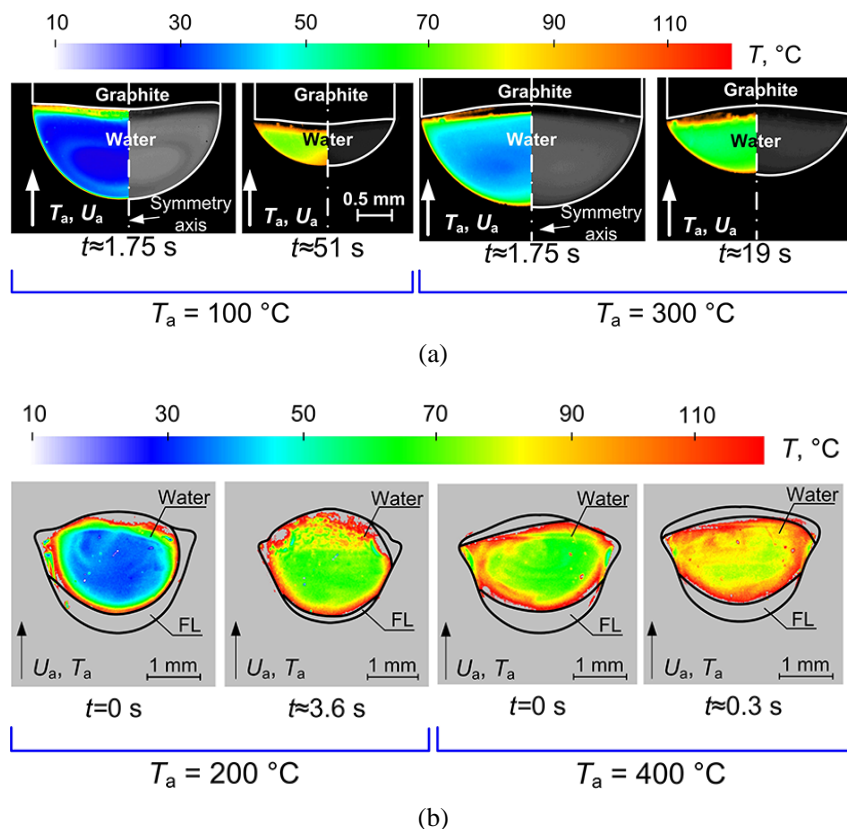 10 30 50 70 90 110
T, °C
Graphite Graphite Graphite Graphite
Water Water Water Water
0.5 mm
Tₐ, Uₐ Symmetry axis Tₐ, Uₐ Tₐ, Uₐ Symmetry axis Tₐ, Uₐ
t≈1.75 s t≈51 s t≈1.75 s t≈19 s
Tₐ = 100 °C Tₐ = 300 °C
(a)
10 30 50 70 90 110
T, °C
Water Water Water Water
FL FL FL FL
Uₐ, Tₐ 1 mm Uₐ, Tₐ 1 mm Uₐ, Tₐ 1 mm Uₐ, Tₐ 1 mm
t=0 s t≈3.6 s t=0 s t≈0.3 s
Tₐ = 200 °C Tₐ = 400 °C
(b)